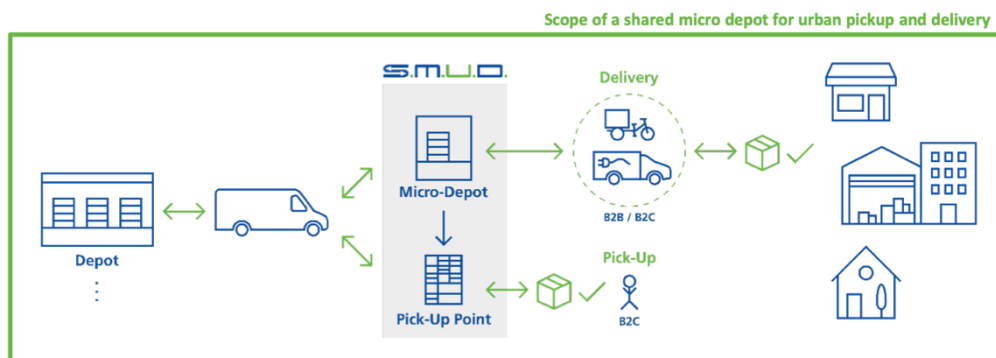 Scope of a shared micro depot for urban pickup and delivery
S.M.U.D.
Delivery
Micro-Depot
B2B / B2C
Depot
Pick-Up
Pick-Up Point
B2C